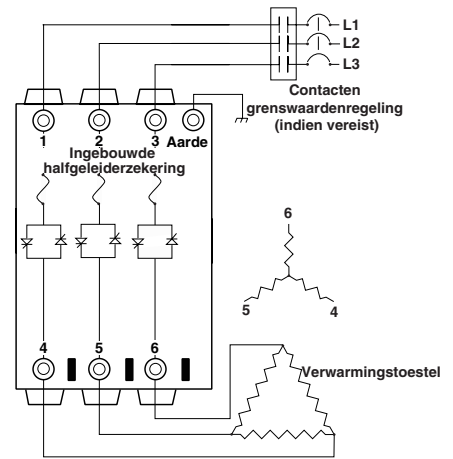 L1
L2
L3
Contacten
grenswaardenregeling
(indien vereist)
1 2 3 Aarde
Ingebouwde
halfgeleiderzekering
6
5 4
4 5 6
Verwarmingstoestel